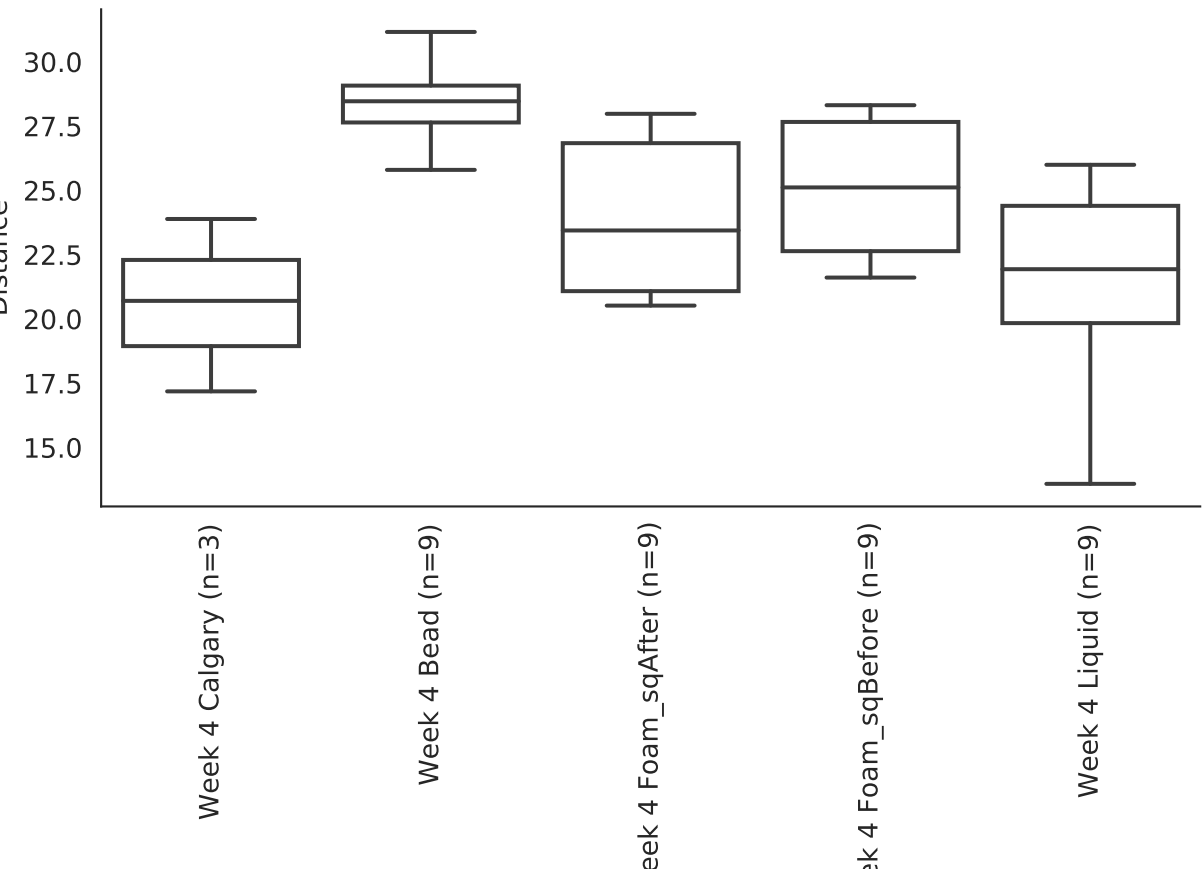 30.0
27.5
25.0
22.5
20.0
17.5
15.0
Week 4 Calgary (n=3)
Week 4 Bead (n=9)
4 Foam_sqAfter (n=9)
4 Foam_sqBefore (n=9)
Week 4 Liquid (n=9)